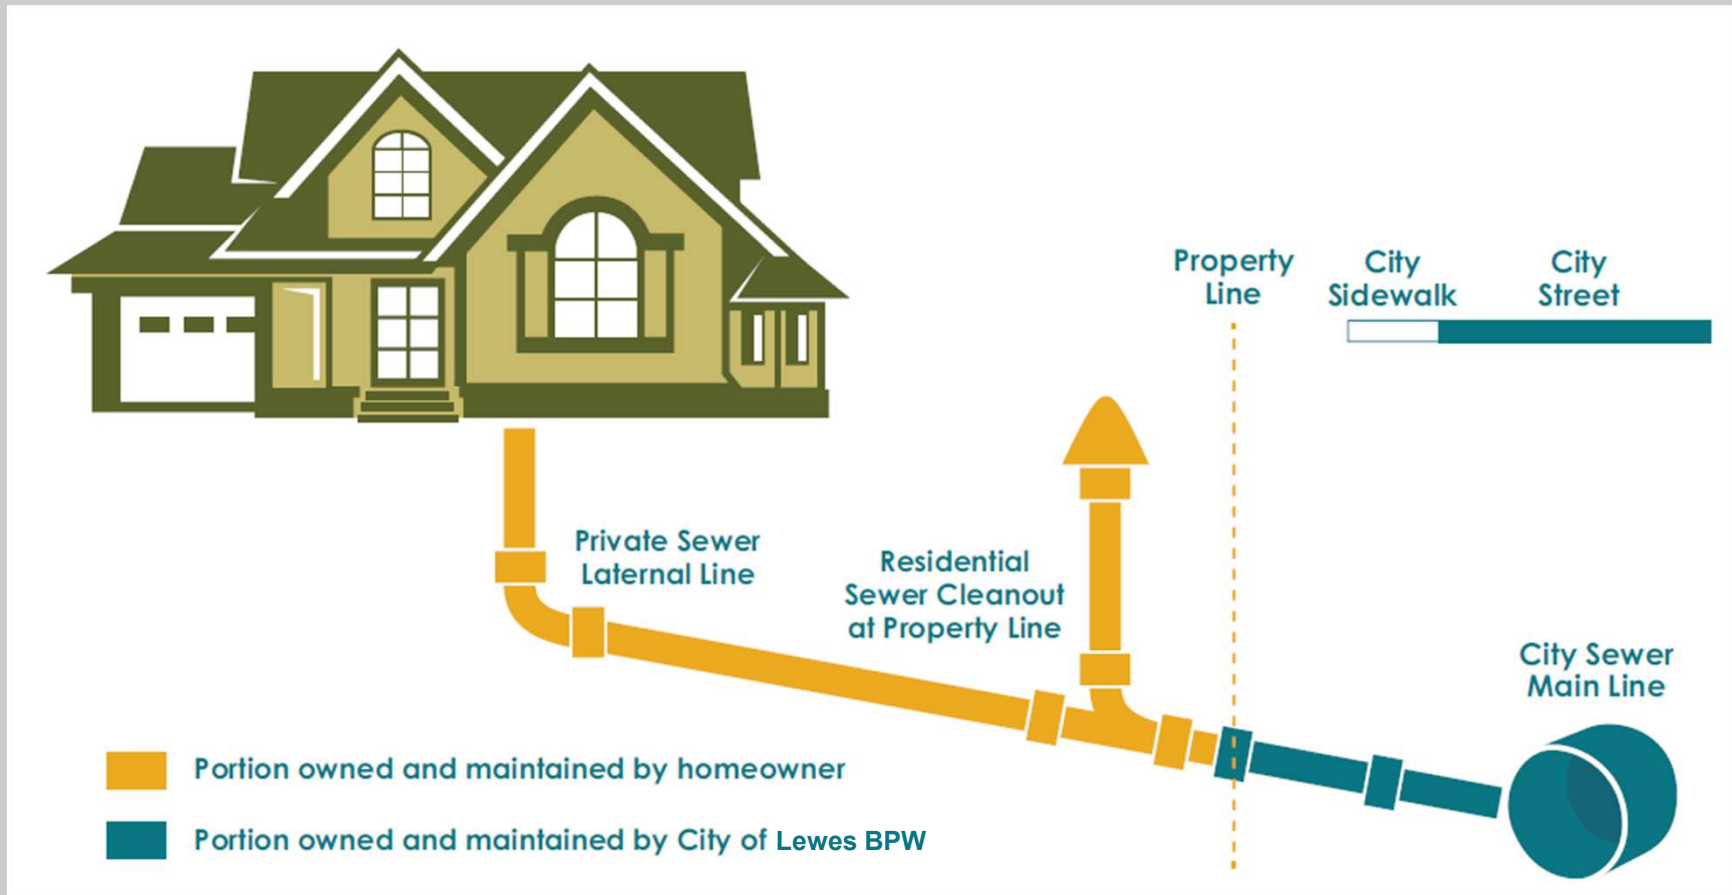 Property
Line
City
Sidewalk
City
Street
Private Sewer
Laternal Line
Residential
Sewer Cleanout
at Property Line
City Sewer
Main Line
Portion owned and maintained by homeowner
Portion owned and maintained by City of Lewes BPW